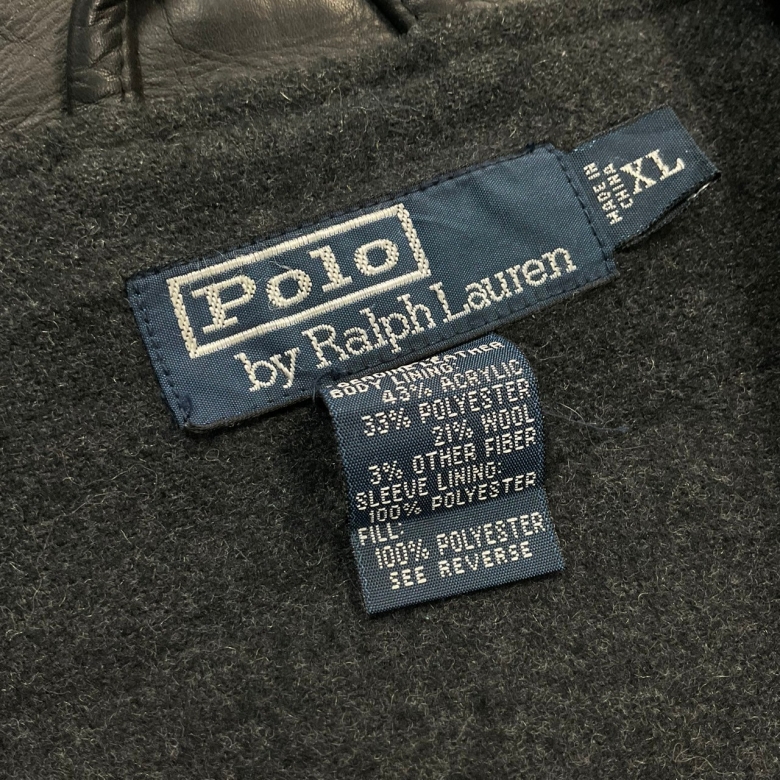 Polo
by Ralph Lauren
MADE IN
CHINA
XL
BODY LINING:
43% ACRYLIC
33% POLYESTER
21% WOOL
3% OTHER FIBER
SLEEVE LINING:
100% POLYESTER
FILL:
100% POLYESTER
SEE REVERSE